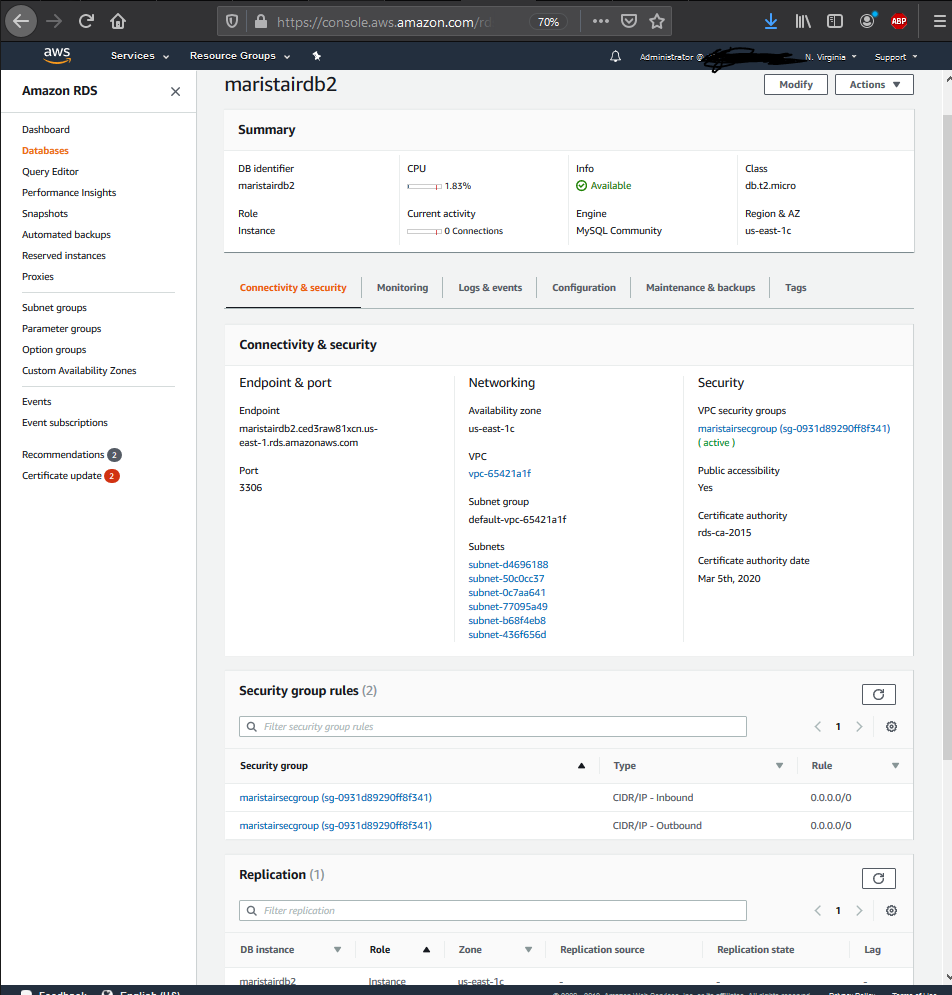 https://console.aws.amazon.com/rd
70%
ABP
aws
Services
Resource Groups
Administrator @
N. Virginia
Support
Amazon RDS
Dashboard
Databases
Query Editor
Performance Insights
Snapshots
Automated backups
Reserved instances
Proxies
Subnet groups
Parameter groups
Option groups
Custom Availability Zones
Events
Event subscriptions
Recommendations 2
Certificate update 2
maristairdb2
Modify
Actions
Summary
DB identifier
maristairdb2
CPU
1.83%
Info
Available
Class
db.t2.micro
Role
Instance
Current activity
0 Connections
Engine
MySQL Community
Region & AZ
us-east-1c
Connectivity & security
Monitoring
Logs & events
Configuration
Maintenance & backups
Tags
Connectivity & security
Endpoint & port
Endpoint
maristairdb2.ced3raw81xcn.us-
east-1.rds.amazonaws.com
Port
3306
Networking
Availability zone
us-east-1c
VPC
vpc-65421a1f
Subnet group
default-vpc-65421a1f
Subnets
subnet-d4696188
subnet-50c0cc37
subnet-0c7aa641
subnet-77095a49
subnet-b68f4eb8
subnet-436f656d
Security
VPC security groups
maristairsecgroup (sg-0931d89290ff8f341)
( active )
Public accessibility
Yes
Certificate authority
rds-ca-2015
Certificate authority date
Mar 5th, 2020
Security group rules (2)
Filter security group rules
1
Security group
Type
Rule
maristairsecgroup (sg-0931d89290ff8f341)
CIDR/IP - Inbound
0.0.0.0/0
maristairsecgroup (sg-0931d89290ff8f341)
CIDR/IP - Outbound
0.0.0.0/0
Replication (1)
Filter replication
1
DB instance
Role
Zone
Replication source
Replication state
Lag
maristairdb2
Instance
us-east-1c
-
-
-
Feedback
English (US)
Privacy Policy
Terms of Use